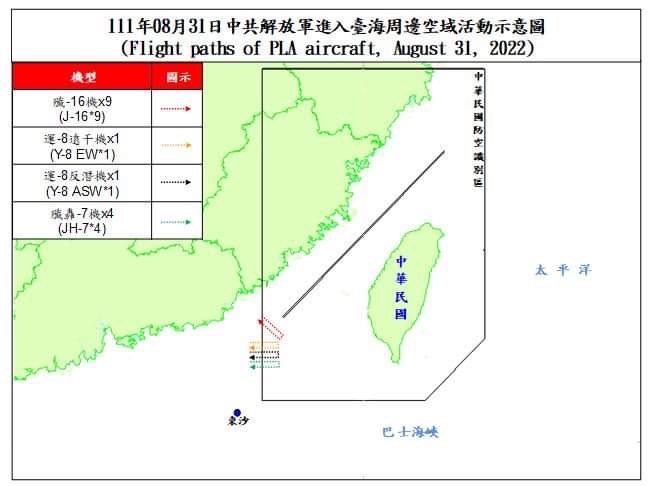 111年08月31日中共解放軍進入臺海周邊空域活動示意圖
(Flight paths of PLA aircraft, August 31, 2022)
機型 圖示
殲-16機x9
(J-16*9)
運-8遠干機x1
(Y-8 EW*1)
運-8反潛機x1
(Y-8 ASW*1)
殲轟-7機x4
(JH-7*4)
中華民國防空識別區
中華民國
太平洋
東沙
巴士海峽